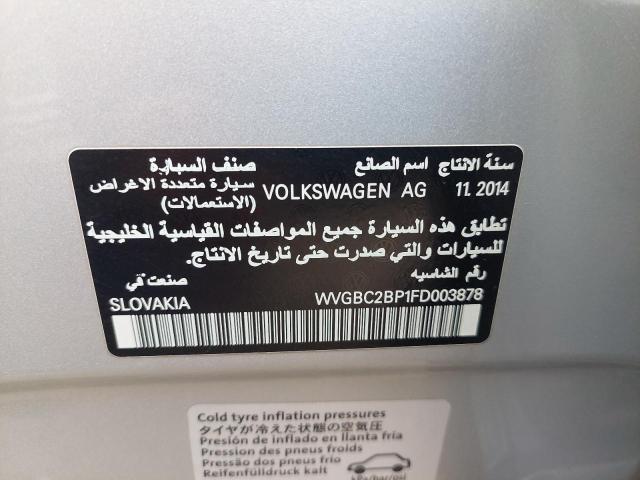 سنة الانتاج اسم الصانع صنف السيارة
11. 2014 VOLKSWAGEN AG سيارة متعددة الاغراض
(الاستعمالات)
تطابق هذه السيارة جميع المواصفات القياسية الخليجية
للسيارات والتي صدرت حتى تاريخ الانتاج.
رقم الشاسيه صنعت في
WVGBC2BP1FD003878 SLOVAKIA
Cold tyre inflation pressures
タイヤが冷えた状態の空気圧
Presión de inflado en llanta fría
Pression des pneus froids
Pressão dos pneus frio
Reifenfülldruck kalt
kPa/bar/psi